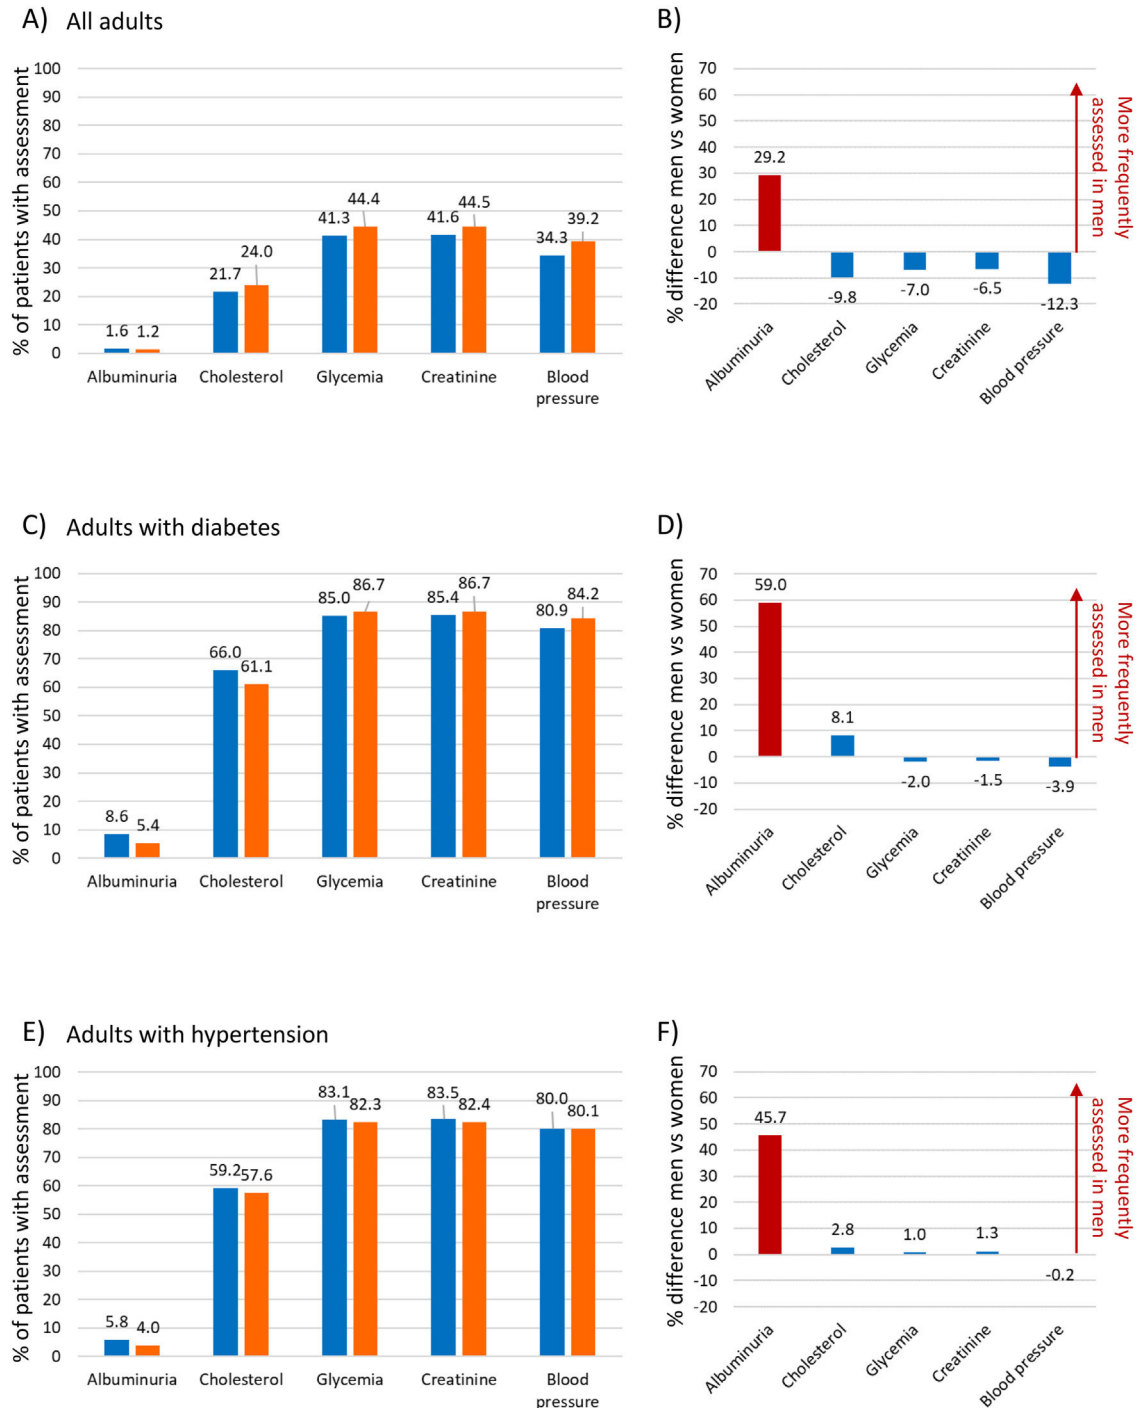 A) All adults
% of patients with assessment
100
90
80
70
60
50
40
30
20
10
0
1.6 1.2
21.7 24.0
41.3 44.4
41.6 44.5
34.3 39.2
Albuminuria Cholesterol Glycemia Creatinine Blood
pressure
B)
% difference men vs women
70
60
50
40
30
20
10
0
-10
-20
29.2
-9.8
-7.0
-6.5
-12.3
Albuminuria
Cholesterol
Glycemia
Creatinine
Blood pressure
More frequently
assessed in men
C) Adults with diabetes
% of patients with assessment
100
90
80
70
60
50
40
30
20
10
0
8.6 5.4
66.0 61.1
85.0 86.7
85.4 86.7
80.9 84.2
Albuminuria Cholesterol Glycemia Creatinine Blood
pressure
D)
% difference men vs women
70
60
50
40
30
20
10
0
-10
-20
59.0
8.1
-2.0
-1.5
-3.9
Albuminuria
Cholesterol
Glycemia
Creatinine
Blood pressure
More frequently
assessed in men
E) Adults with hypertension
% of patients with assessment
100
90
80
70
60
50
40
30
20
10
0
5.8 4.0
59.2 57.6
83.1 82.3
83.5 82.4
80.0 80.1
Albuminuria Cholesterol Glycemia Creatinine Blood
pressure
F)
% difference men vs women
70
60
50
40
30
20
10
0
-10
-20
45.7
2.8
1.0
1.3
-0.2
Albuminuria
Cholesterol
Glycemia
Creatinine
Blood pressure
More frequently
assessed in men